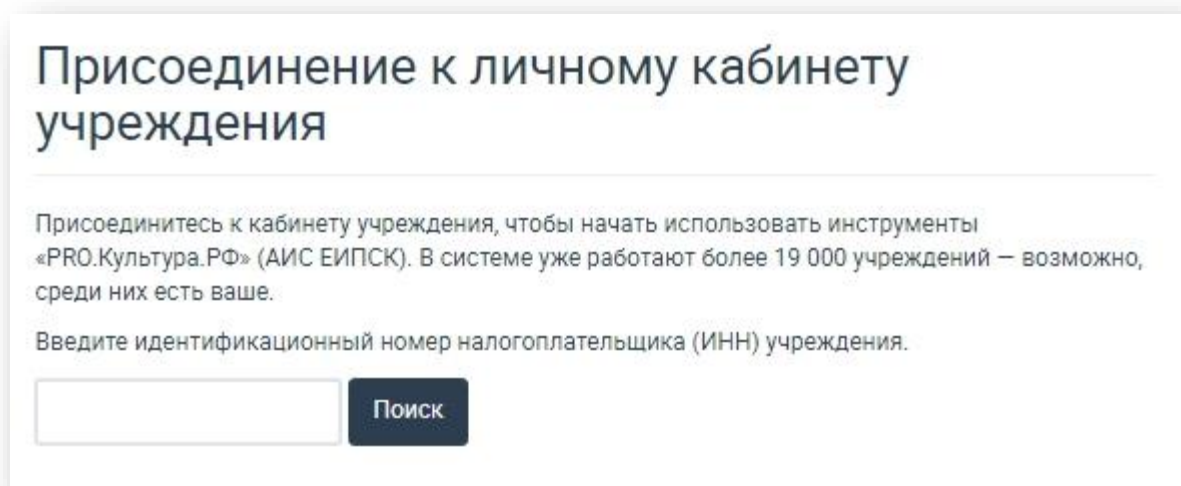 Присоединение к личному кабинету
учреждения
Присоединитесь к кабинету учреждения, чтобы начать использовать инструменты
«PRO.Культура.РФ» (АИС ЕИПСК). В системе уже работают более 19 000 учреждений — возможно,
среди них есть ваше.
Введите идентификационный номер налогоплательщика (ИНН) учреждения.
Поиск